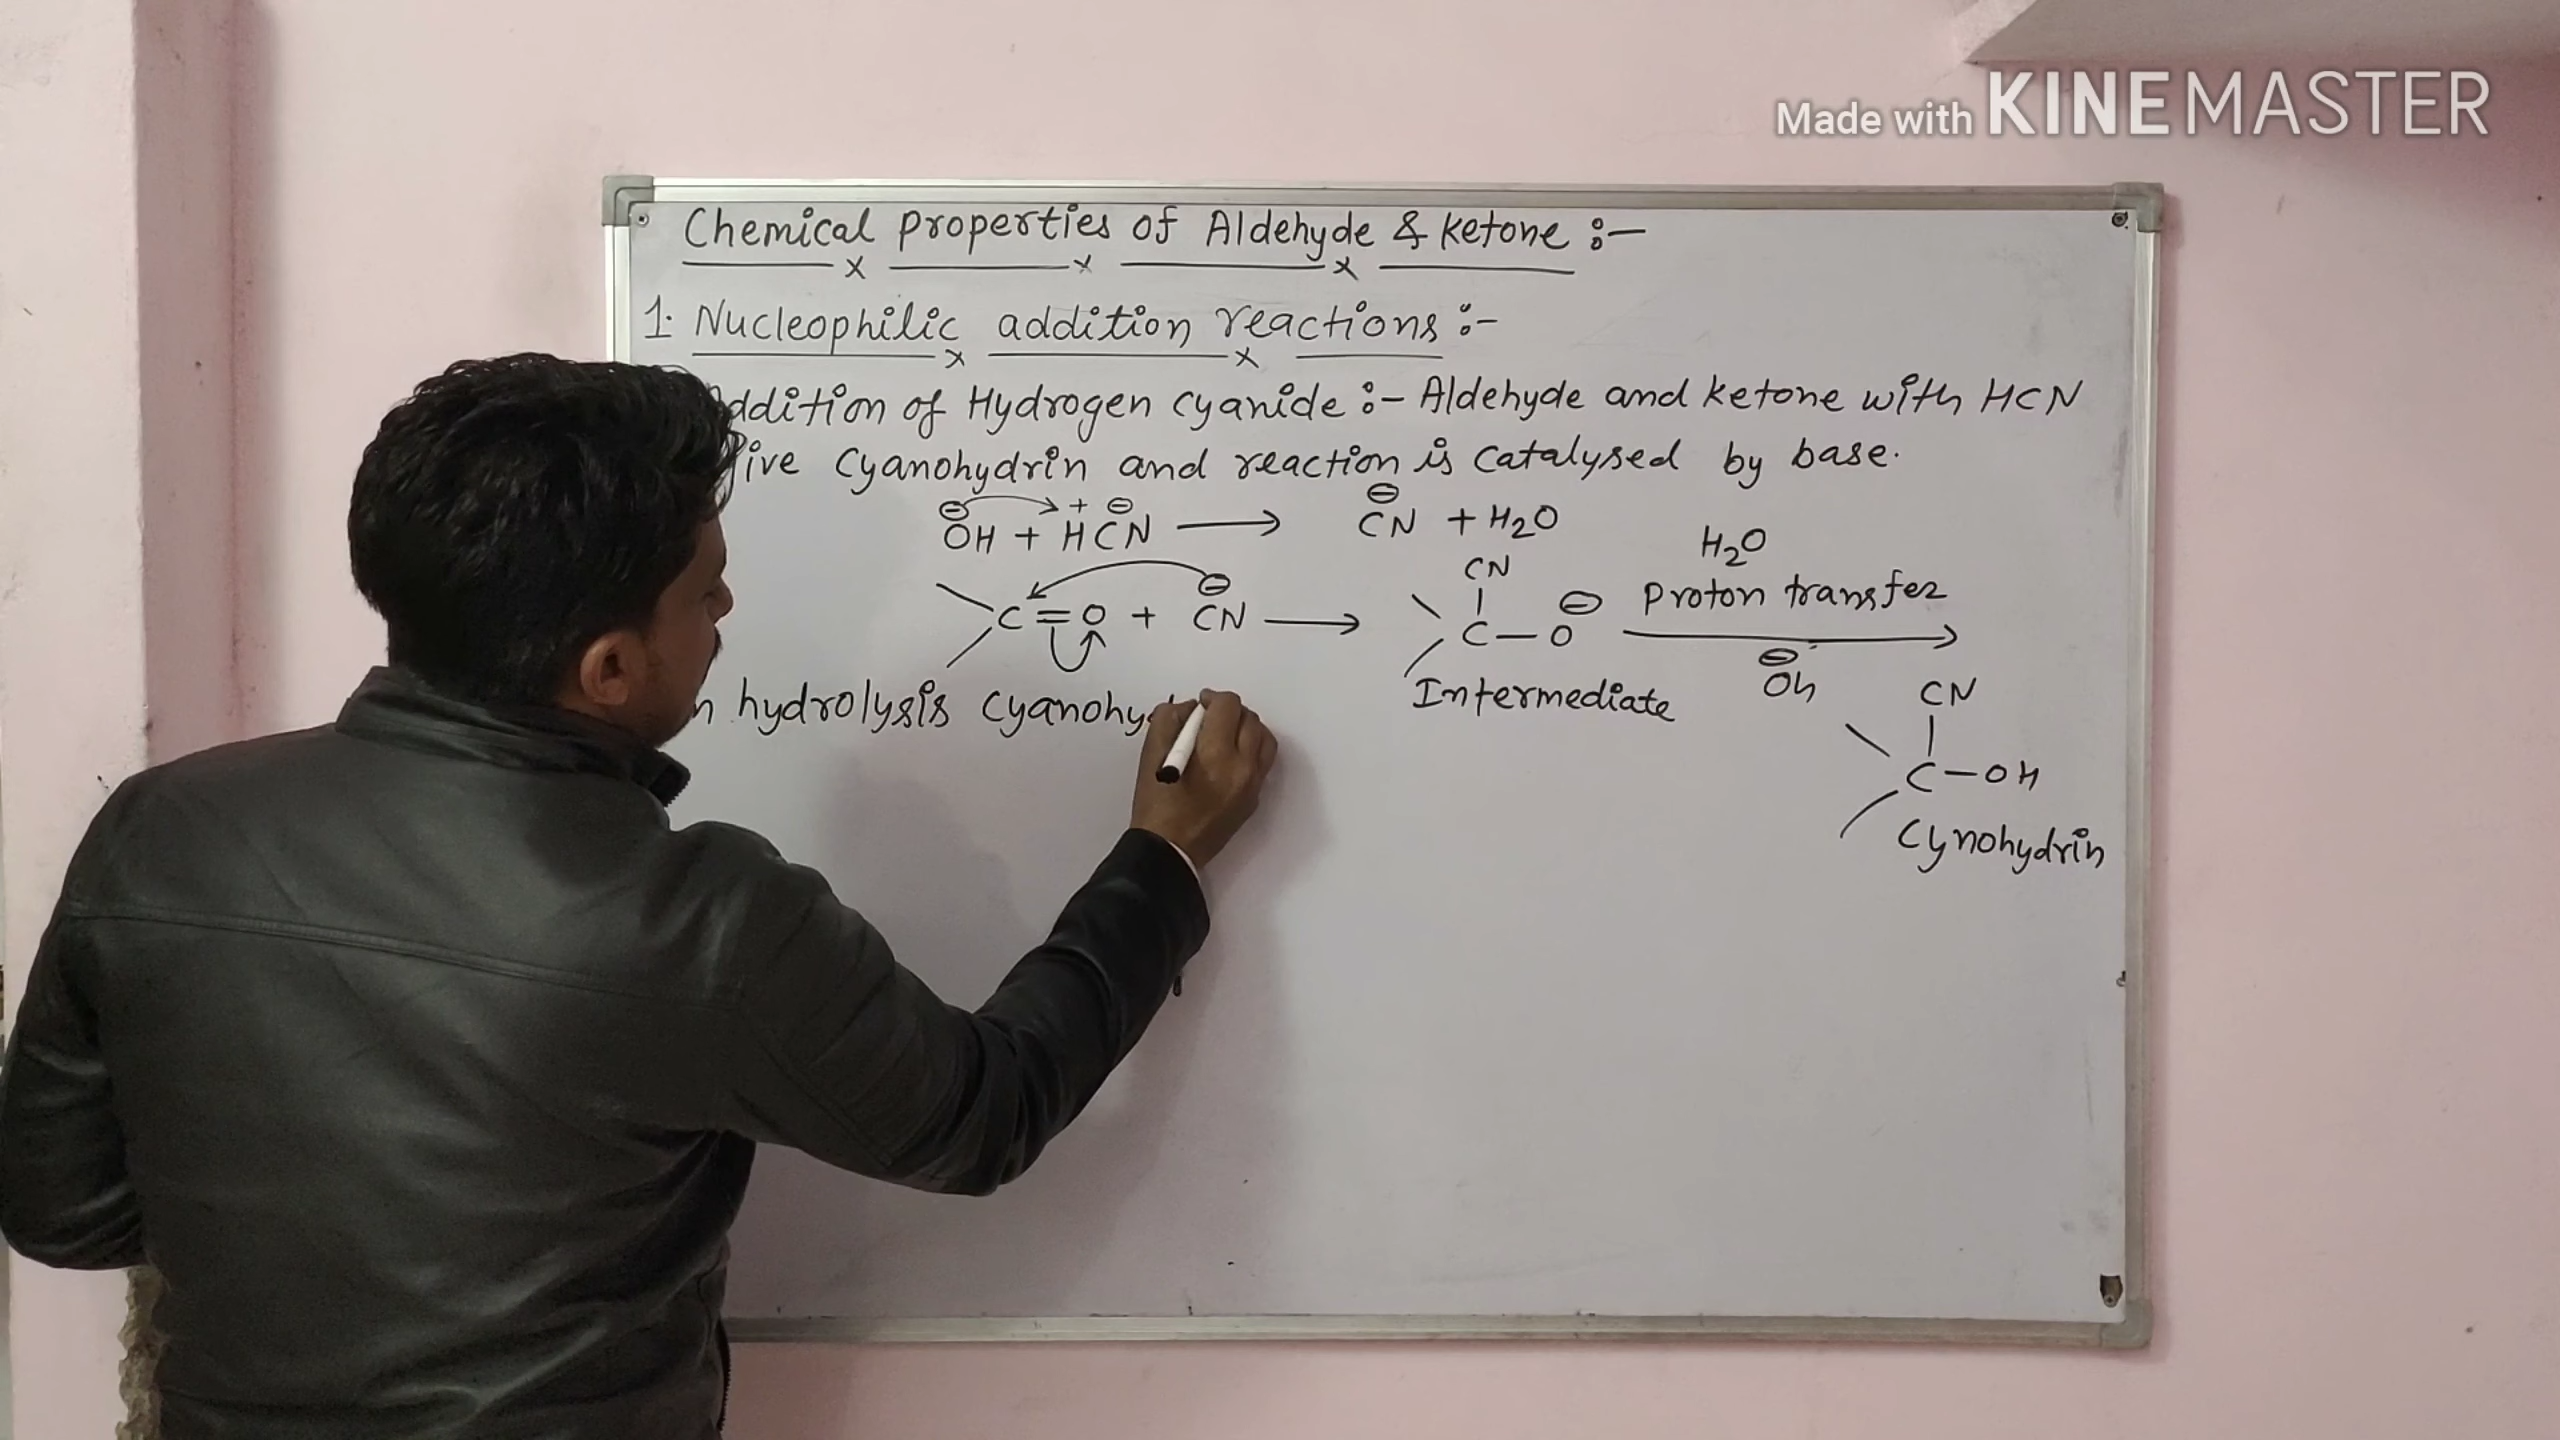 Made with KINEMASTER
Chemical properties of Aldehyde & ketone :-
1. Nucleophilic addition reactions :-
Addition of Hydrogen cyanide :- Aldehyde and ketone with HCN
give cyanohydrin and reaction is catalysed by base.
⊖ + ⊖
OH + HCN → CN + H2O
⊖
H2O
CN
Proton transfer
⊖
C=O + CN → C-O
⊖
Intermediate
⊖
Oh
hydrolysis cyanohyd
CN
C-OH
Cynohydrin